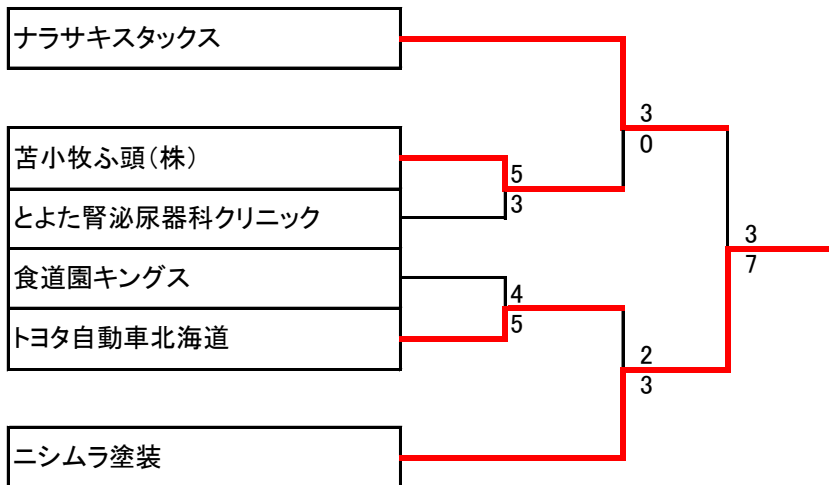 ナラサキスタックス
3
苫小牧ふ頭(株)
0
5
とよた腎泌尿器科クリニック
3
3
食道園キングス
7
4
トヨタ自動車北海道
5
2
3
ニシムラ塗装